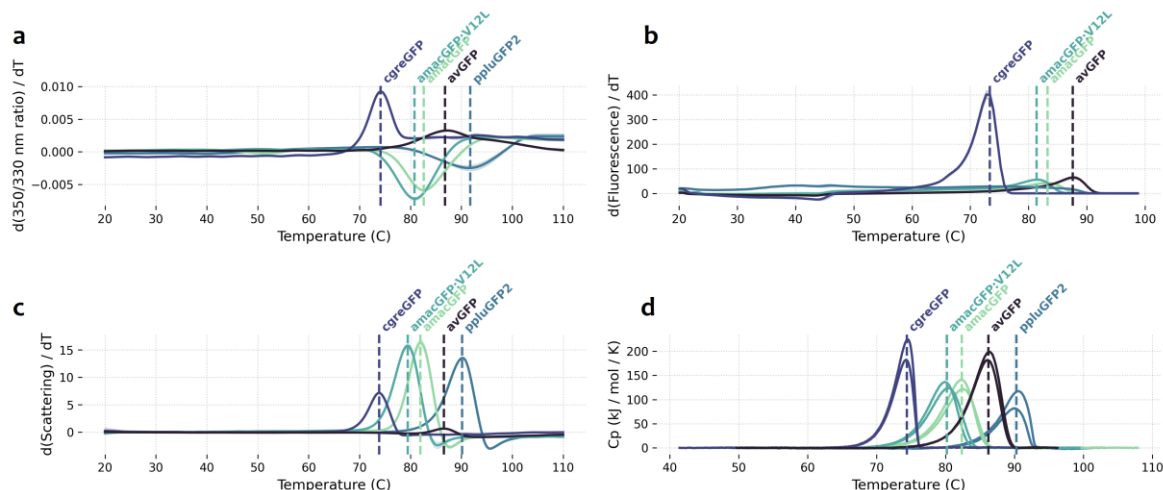 a
cgreGFP
amacGFP:V12L
amacGFP
avGFP
ppluGFP2
d(350/330 nm ratio) / dT
0.010
0.005
0.000
−0.005
20 30 40 50 60 70 80 90 100 110
Temperature (C)
b
cgreGFP
amacGFP:V12L
amacGFP
avGFP
d(Fluorescence) / dT
400
300
200
100
0
20 30 40 50 60 70 80 90 100
Temperature (C)
c
cgreGFP
amacGFP:V12L
amacGFP
avGFP
ppluGFP2
d(Scattering) / dT
15
10
5
0
20 30 40 50 60 70 80 90 100 110
Temperature (C)
d
cgreGFP
amacGFP:V12L
amacGFP
avGFP
ppluGFP2
Cp (kJ / mol / K)
200
150
100
50
0
40 50 60 70 80 90 100 110
Temperature (C)